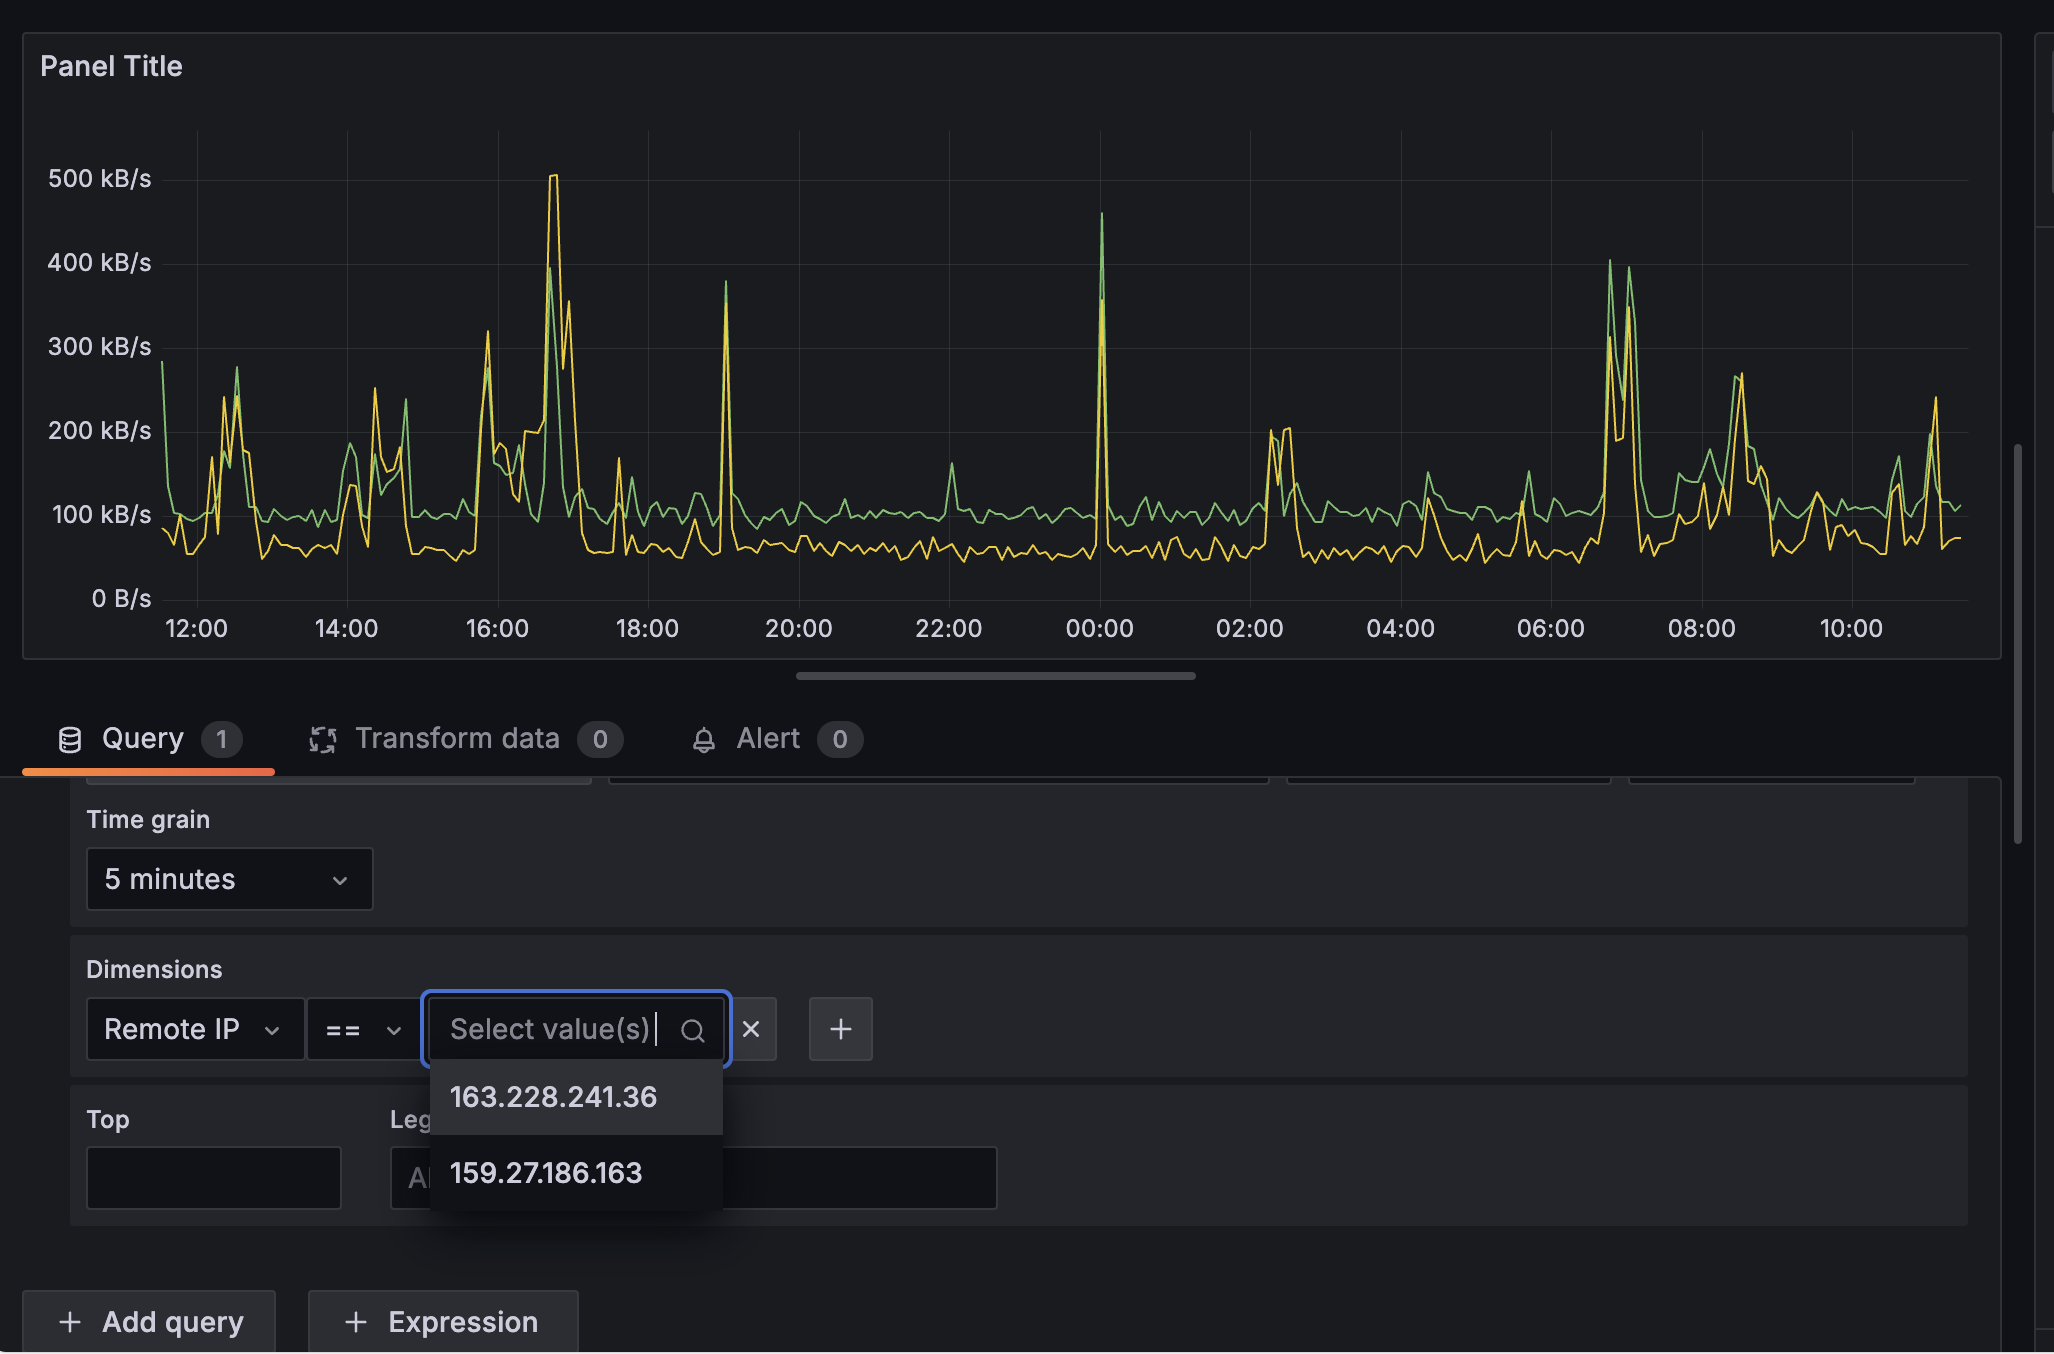 Panel Title
500 kB/s
400 kB/s
300 kB/s
200 kB/s
100 kB/s
0 B/s
12:00 14:00 16:00 18:00 20:00 22:00 00:00 02:00 04:00 06:00 08:00 10:00
Query 1 Transform data 0 Alert 0
Time grain
5 minutes
Dimensions
Remote IP == Select value(s)
163.228.241.36
Top Leg
159.27.186.163
Add query Expression